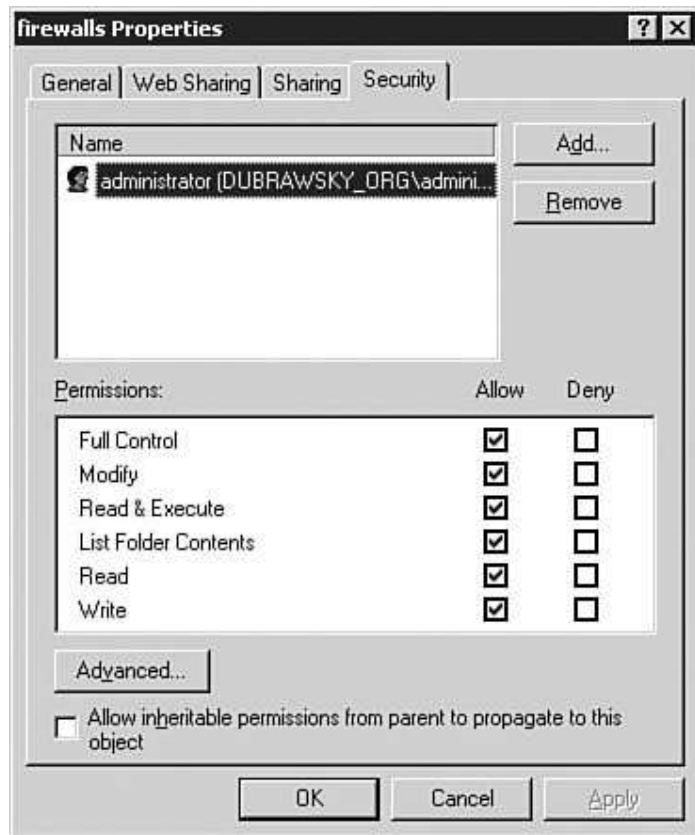 firewalls Properties ? X
General Web Sharing Sharing Security
Name
administrator (DUBRAWSKY_ORG\admini...
Add...
Remove
Permissions: Allow Deny
Full Control
Modify
Read & Execute
List Folder Contents
Read
Write
Advanced...
Allow inheritable permissions from parent to propagate to this
object
OK Cancel Apply